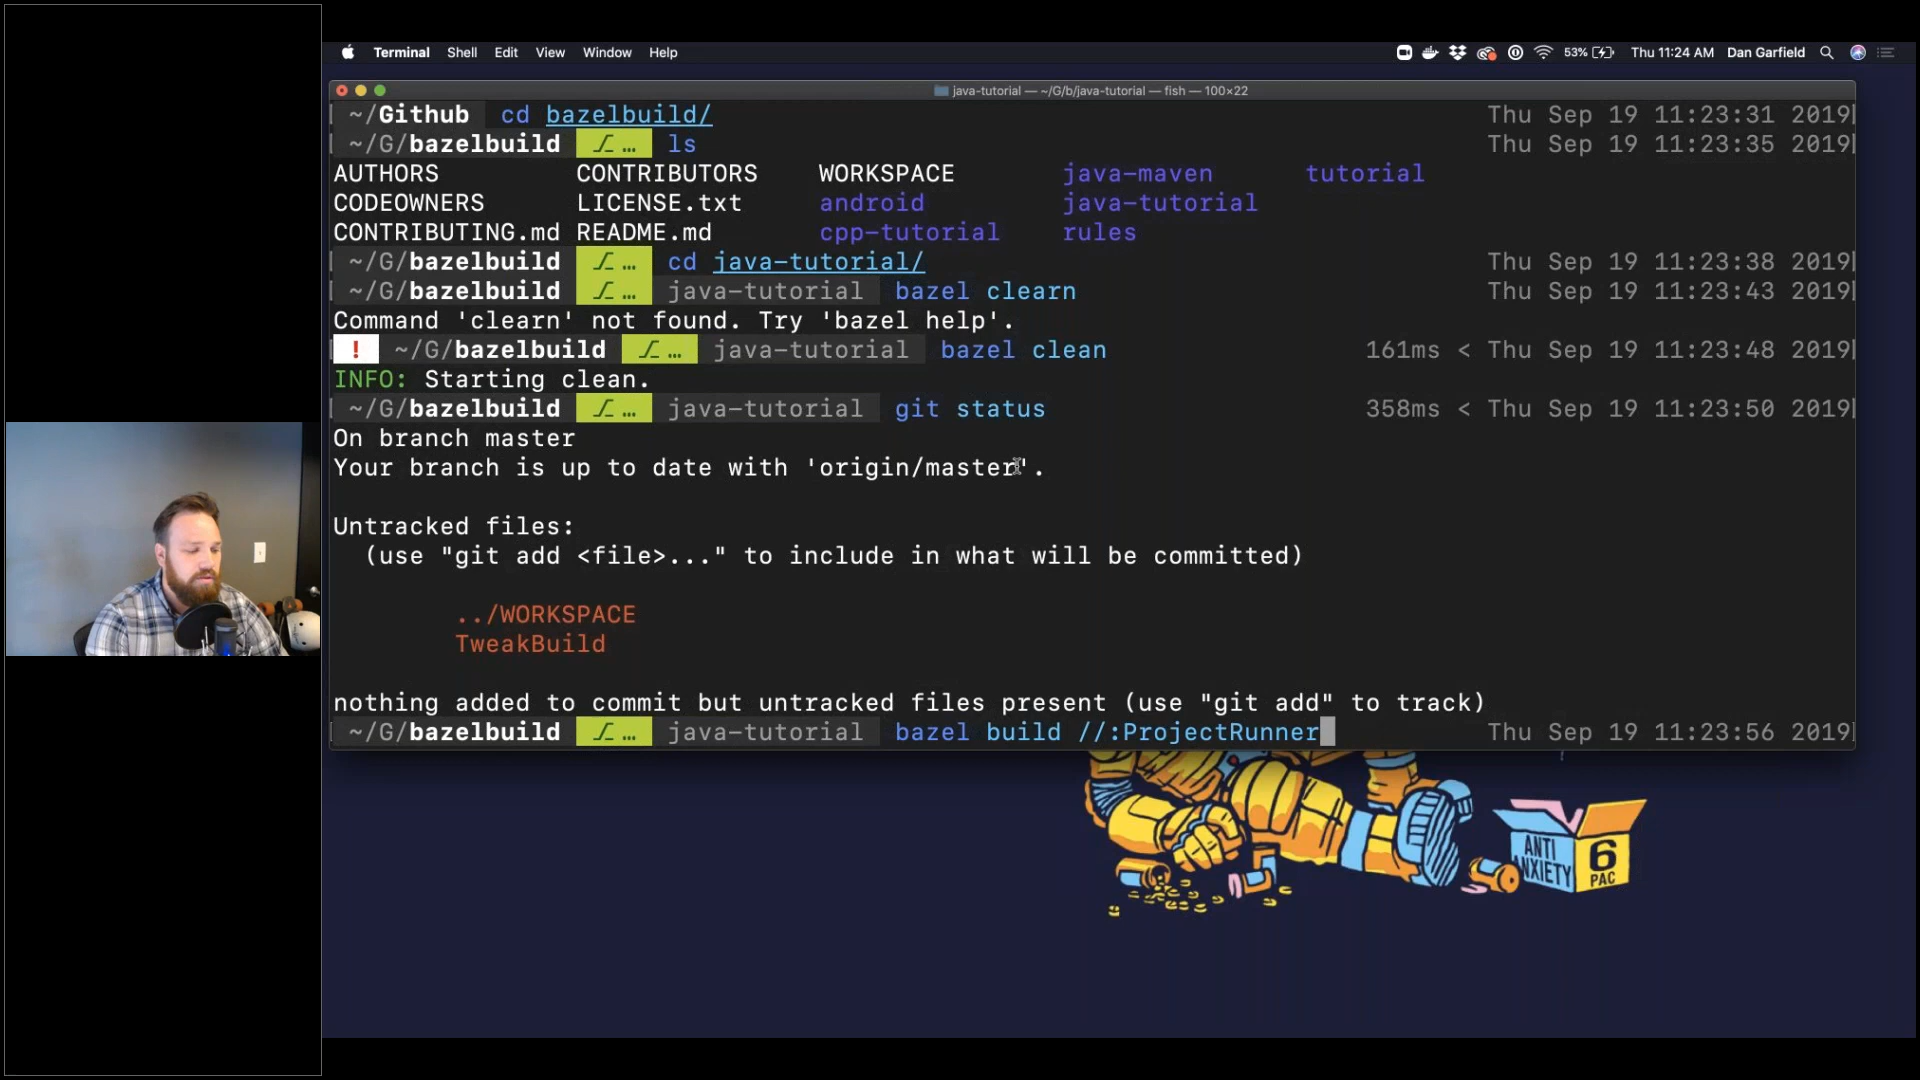 Terminal Shell Edit View Window Help 53% Thu 11:24 AM Dan Garfield
java-tutorial — ~/G/b/java-tutorial — fish — 100×22
~/Github cd bazelbuild/ Thu Sep 19 11:23:31 2019
~/G/bazelbuild ⎇ … ls Thu Sep 19 11:23:35 2019
AUTHORS CONTRIBUTORS WORKSPACE java-maven tutorial
CODEOWNERS LICENSE.txt android java-tutorial
CONTRIBUTING.md README.md cpp-tutorial rules
~/G/bazelbuild ⎇ … cd java-tutorial/ Thu Sep 19 11:23:38 2019
~/G/bazelbuild ⎇ … java-tutorial bazel clearn Thu Sep 19 11:23:43 2019
Command 'clearn' not found. Try 'bazel help'.
! ~/G/bazelbuild ⎇ … java-tutorial bazel clean 161ms < Thu Sep 19 11:23:48 2019
INFO: Starting clean.
~/G/bazelbuild ⎇ … java-tutorial git status 358ms < Thu Sep 19 11:23:50 2019
On branch master
Your branch is up to date with 'origin/master'.
Untracked files:
(use "git add <file>..." to include in what will be committed)
../WORKSPACE
TweakBuild
nothing added to commit but untracked files present (use "git add" to track)
~/G/bazelbuild ⎇ … java-tutorial bazel build //:ProjectRunner Thu Sep 19 11:23:56 2019
ANTI
ANXIETY
6
PAC